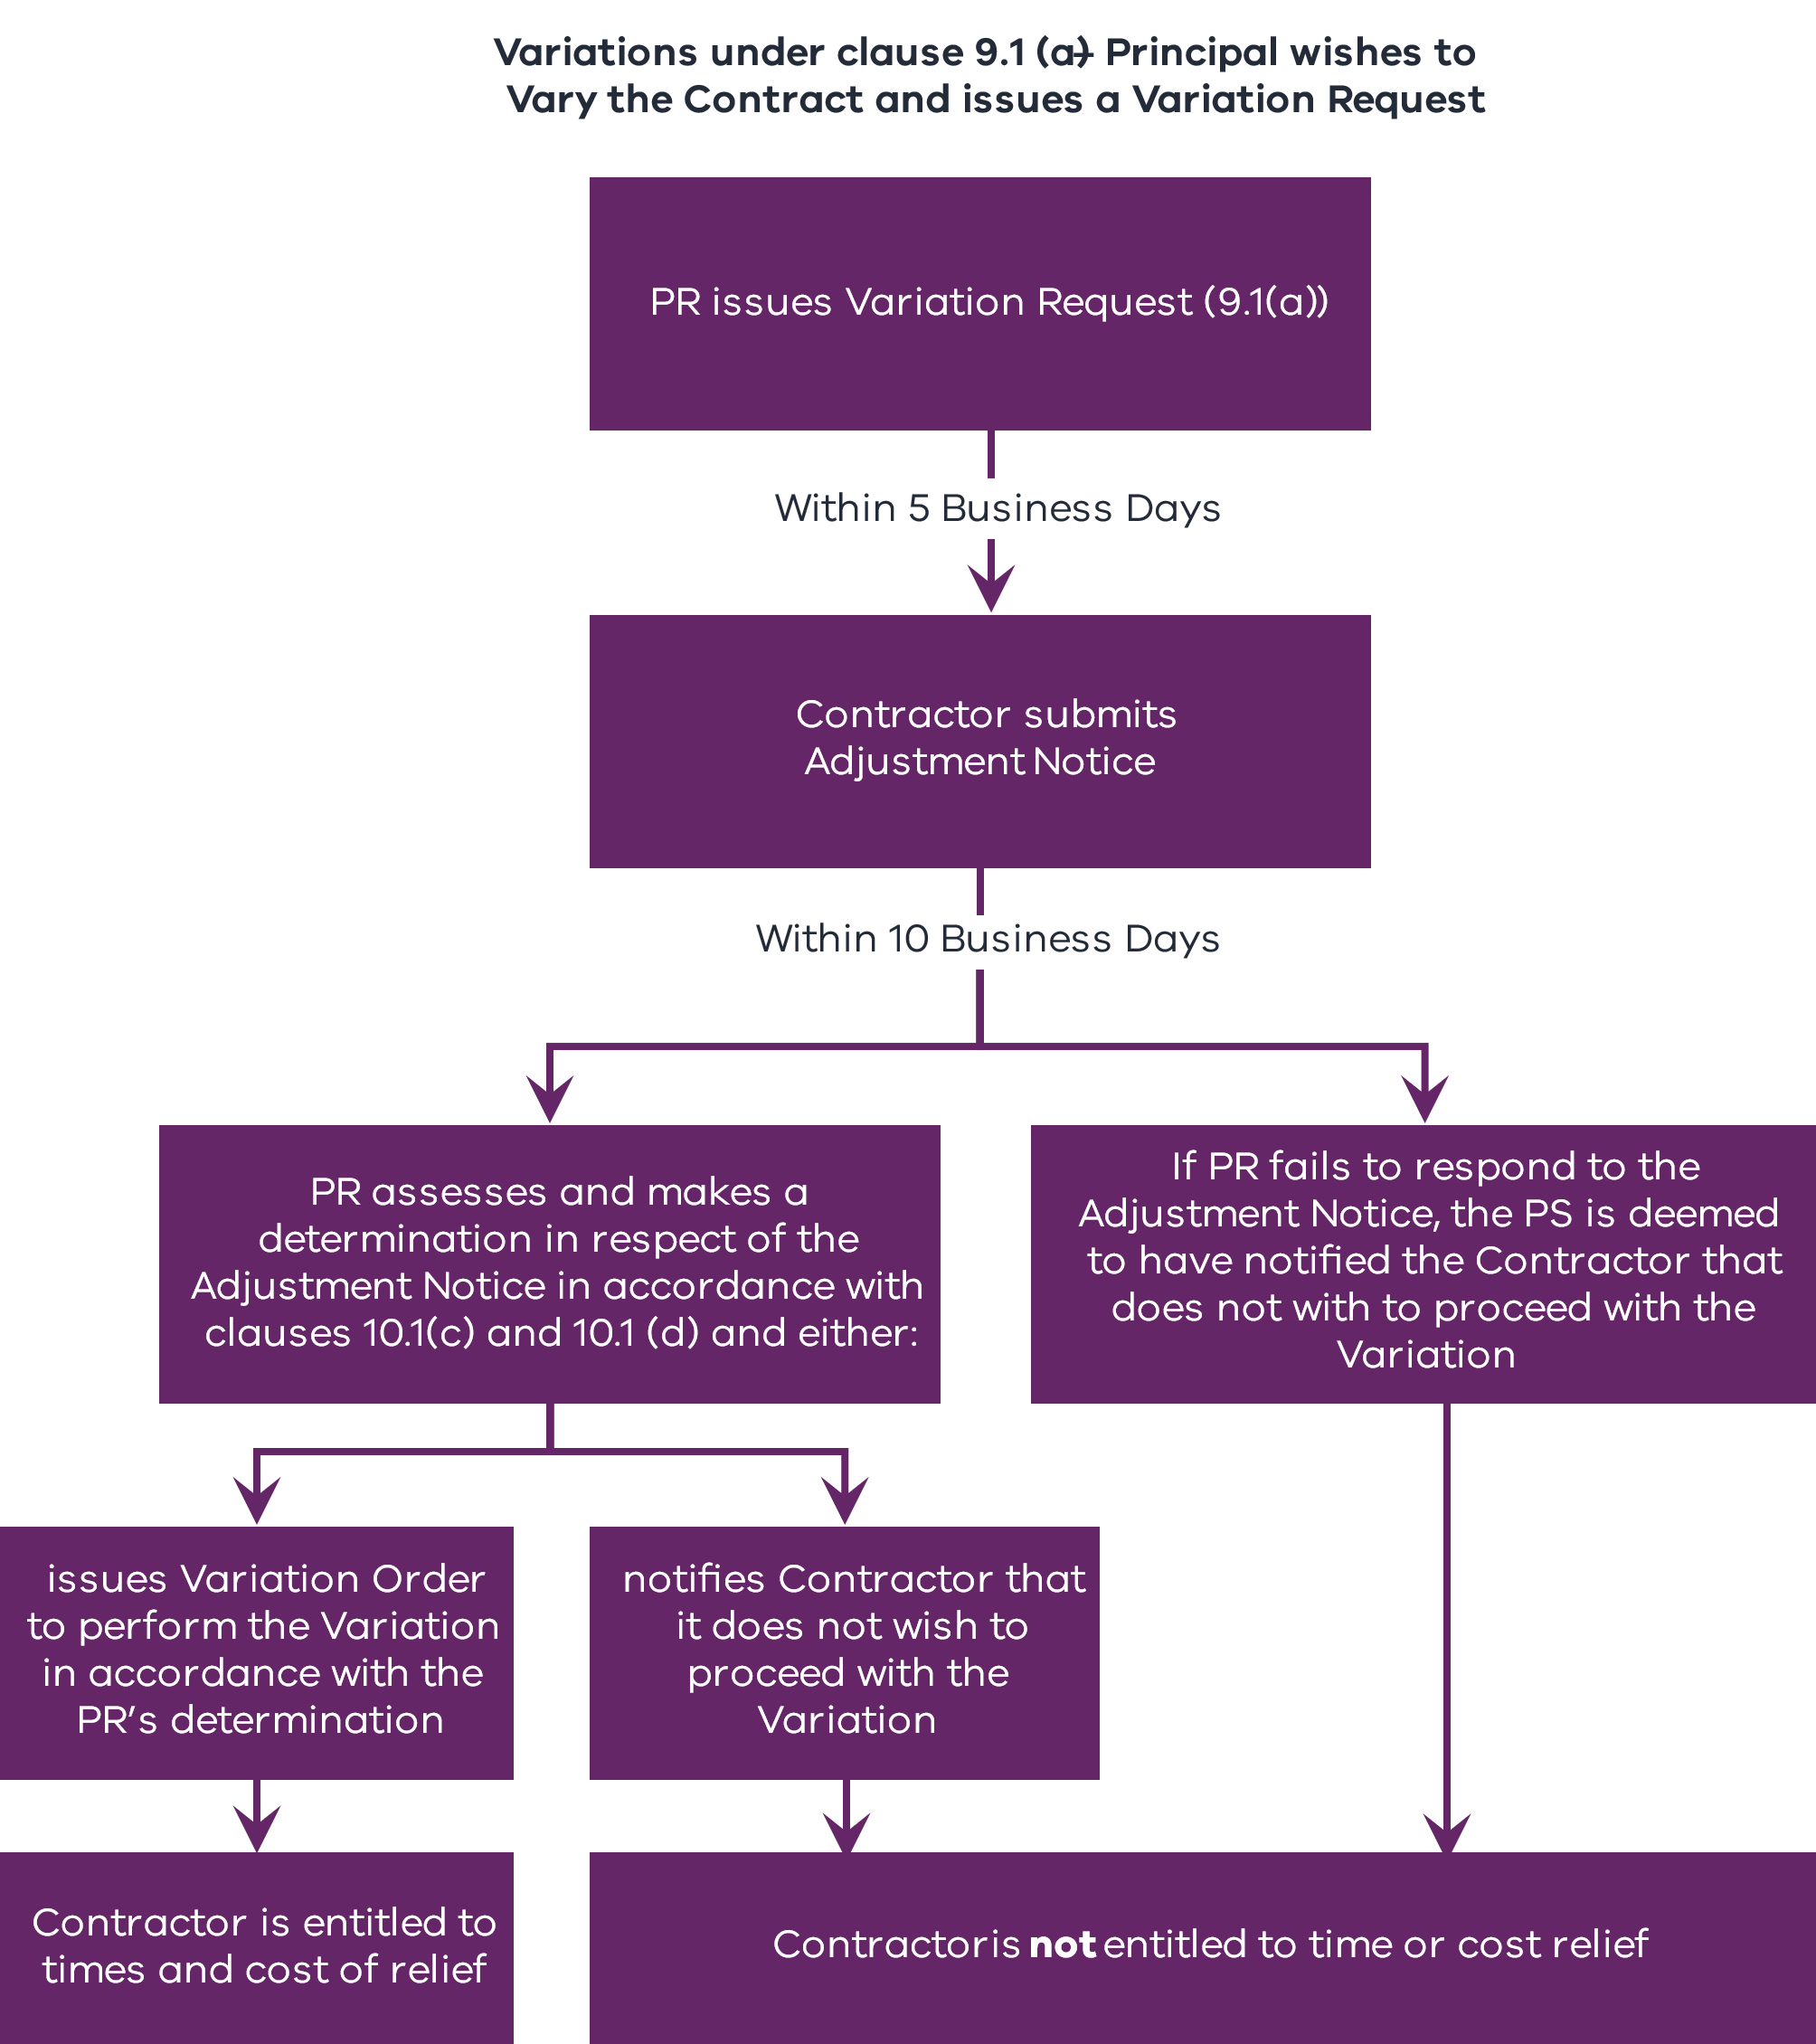 Variations under clause 9.1 (a)- Principal wishes to
Vary the Contract and issues a Variation Request
PR issues Variation Request (9.1(a))
Within 5 Business Days
Contractor submits
Adjustment Notice
Within 10 Business Days
PR assesses and makes a
determination in respect of the
Adjustment Notice in accordance with
clauses 10.1(c) and 10.1 (d) and either:
If PR fails to respond to the
Adjustment Notice, the PS is deemed
to have notified the Contractor that
does not with to proceed with the
Variation
issues Variation Order
to perform the Variation
in accordance with the
PR’s determination
notifies Contractor that
it does not wish to
proceed with the
Variation
Contractor is entitled to
times and cost of relief
Contractor is not entitled to time or cost relief